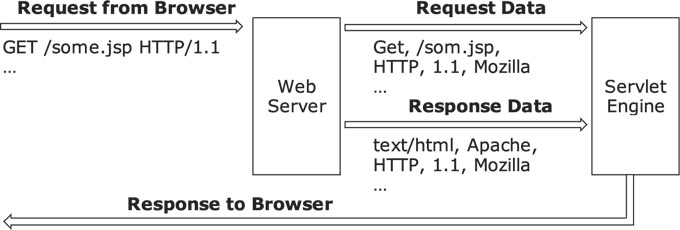 Request from Browser
GET /some.jsp HTTP/1.1
...
Web
Server
Request Data
Get, /som.jsp,
HTTP, 1.1, Mozilla
...
Response Data
text/html, Apache,
HTTP, 1.1, Mozilla
...
Servlet
Engine
Response to Browser